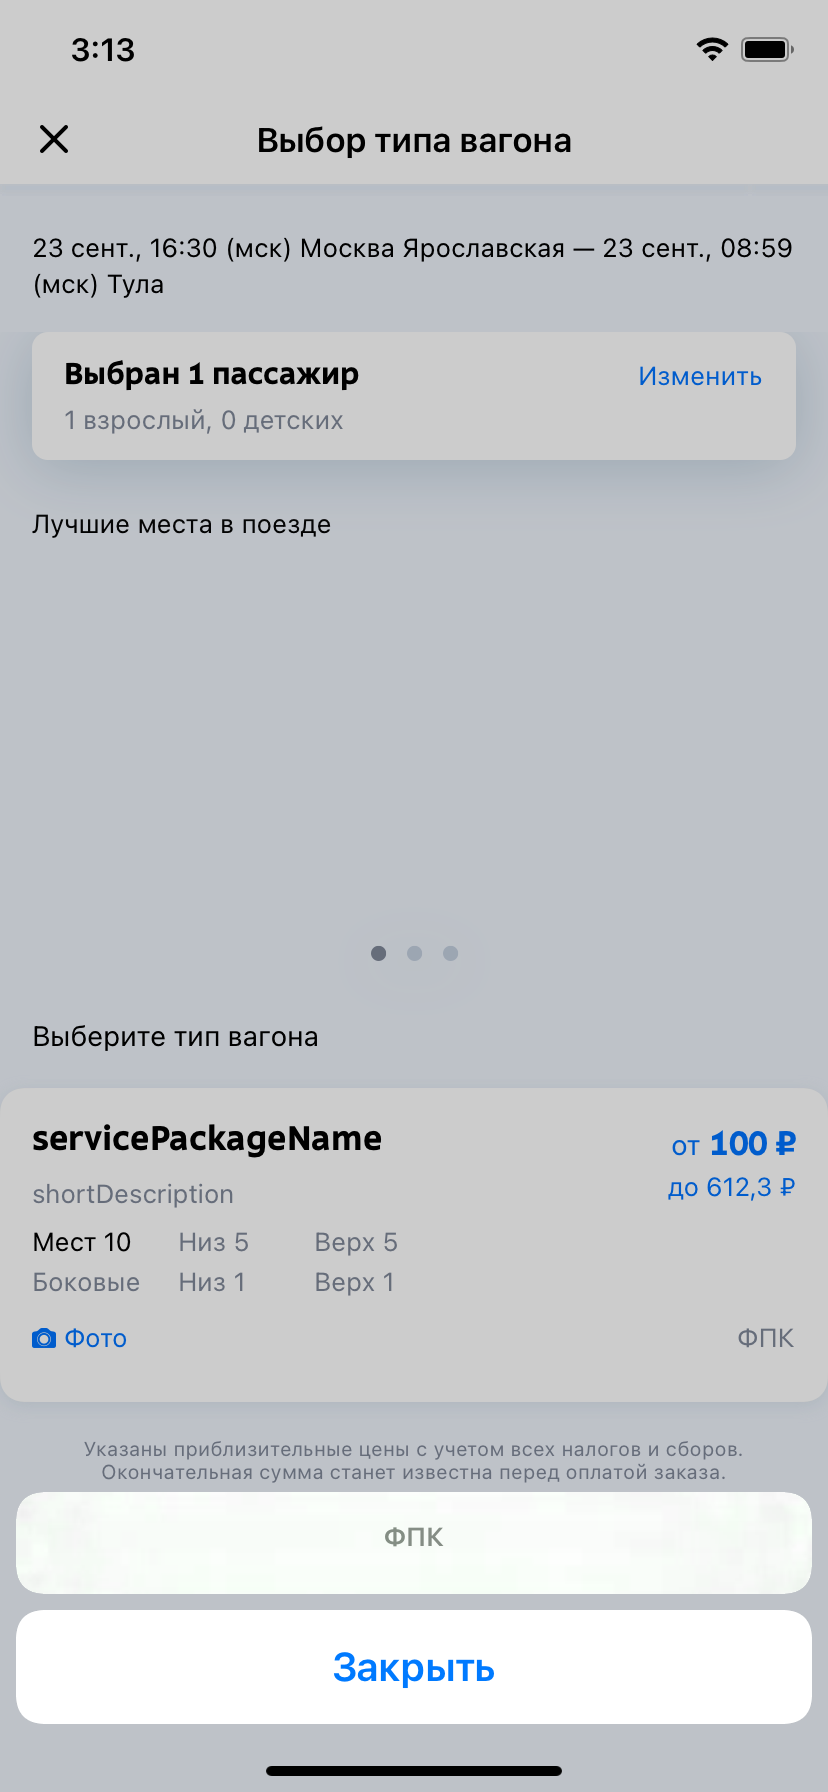 3:13
Выбор типа вагона
23 сент., 16:30 (мск) Москва Ярославская — 23 сент., 08:59
(мск) Тула
Выбран 1 пассажир
Изменить
1 взрослый, 0 детских
Лучшие места в поезде
Выберите тип вагона
servicePackageName
от 100 ₽
shortDescription
до 612,3 ₽
Мест 10 Низ 5 Верх 5
Боковые Низ 1 Верх 1
Фото
ФПК
Указаны приблизительные цены с учетом всех налогов и сборов.
Окончательная сумма станет известна перед оплатой заказа.
ФПК
Закрыть